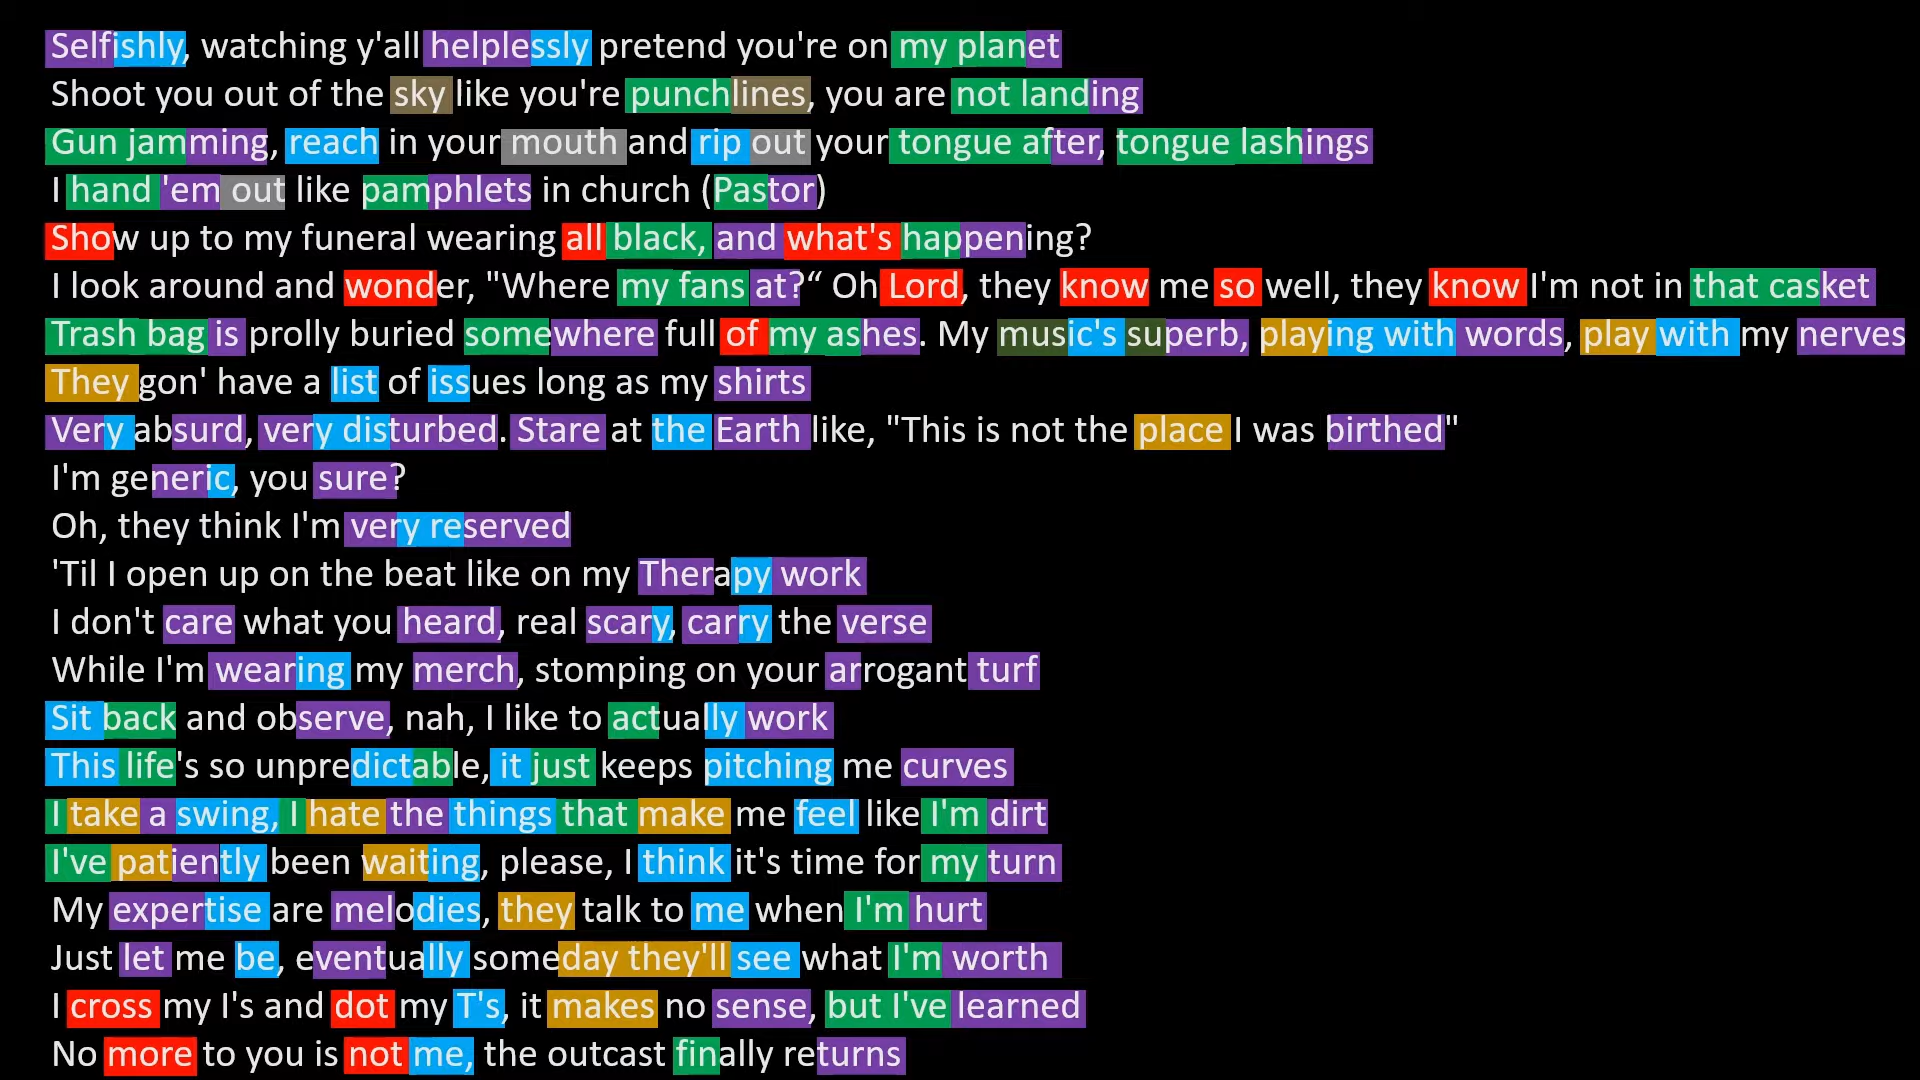 Selfishly, watching y'all helplessly pretend you're on my planet
Shoot you out of the sky like you're punchlines, you are not landing
Gun jamming, reach in your mouth and rip out your tongue after, tongue lashings
I hand 'em out like pamphlets in church (Pastor)
Show up to my funeral wearing all black, and what's happening?
I look around and wonder, "Where my fans at?“ Oh Lord, they know me so well, they know I'm not in that casket
Trash bag is prolly buried somewhere full of my ashes. My music's superb, playing with words, play with my nerves
They gon' have a list of issues long as my shirts
Very absurd, very disturbed. Stare at the Earth like, "This is not the place I was birthed"
I'm generic, you sure?
Oh, they think I'm very reserved
'Til I open up on the beat like on my Therapy work
I don't care what you heard, real scary, carry the verse
While I'm wearing my merch, stomping on your arrogant turf
Sit back and observe, nah, I like to actually work
This life's so unpredictable, it just keeps pitching me curves
I take a swing, I hate the things that make me feel like I'm dirt
I've patiently been waiting, please, I think it's time for my turn
My expertise are melodies, they talk to me when I'm hurt
Just let me be, eventually someday they'll see what I'm worth
I cross my I's and dot my T's, it makes no sense, but I've learned
No more to you is not me, the outcast finally returns